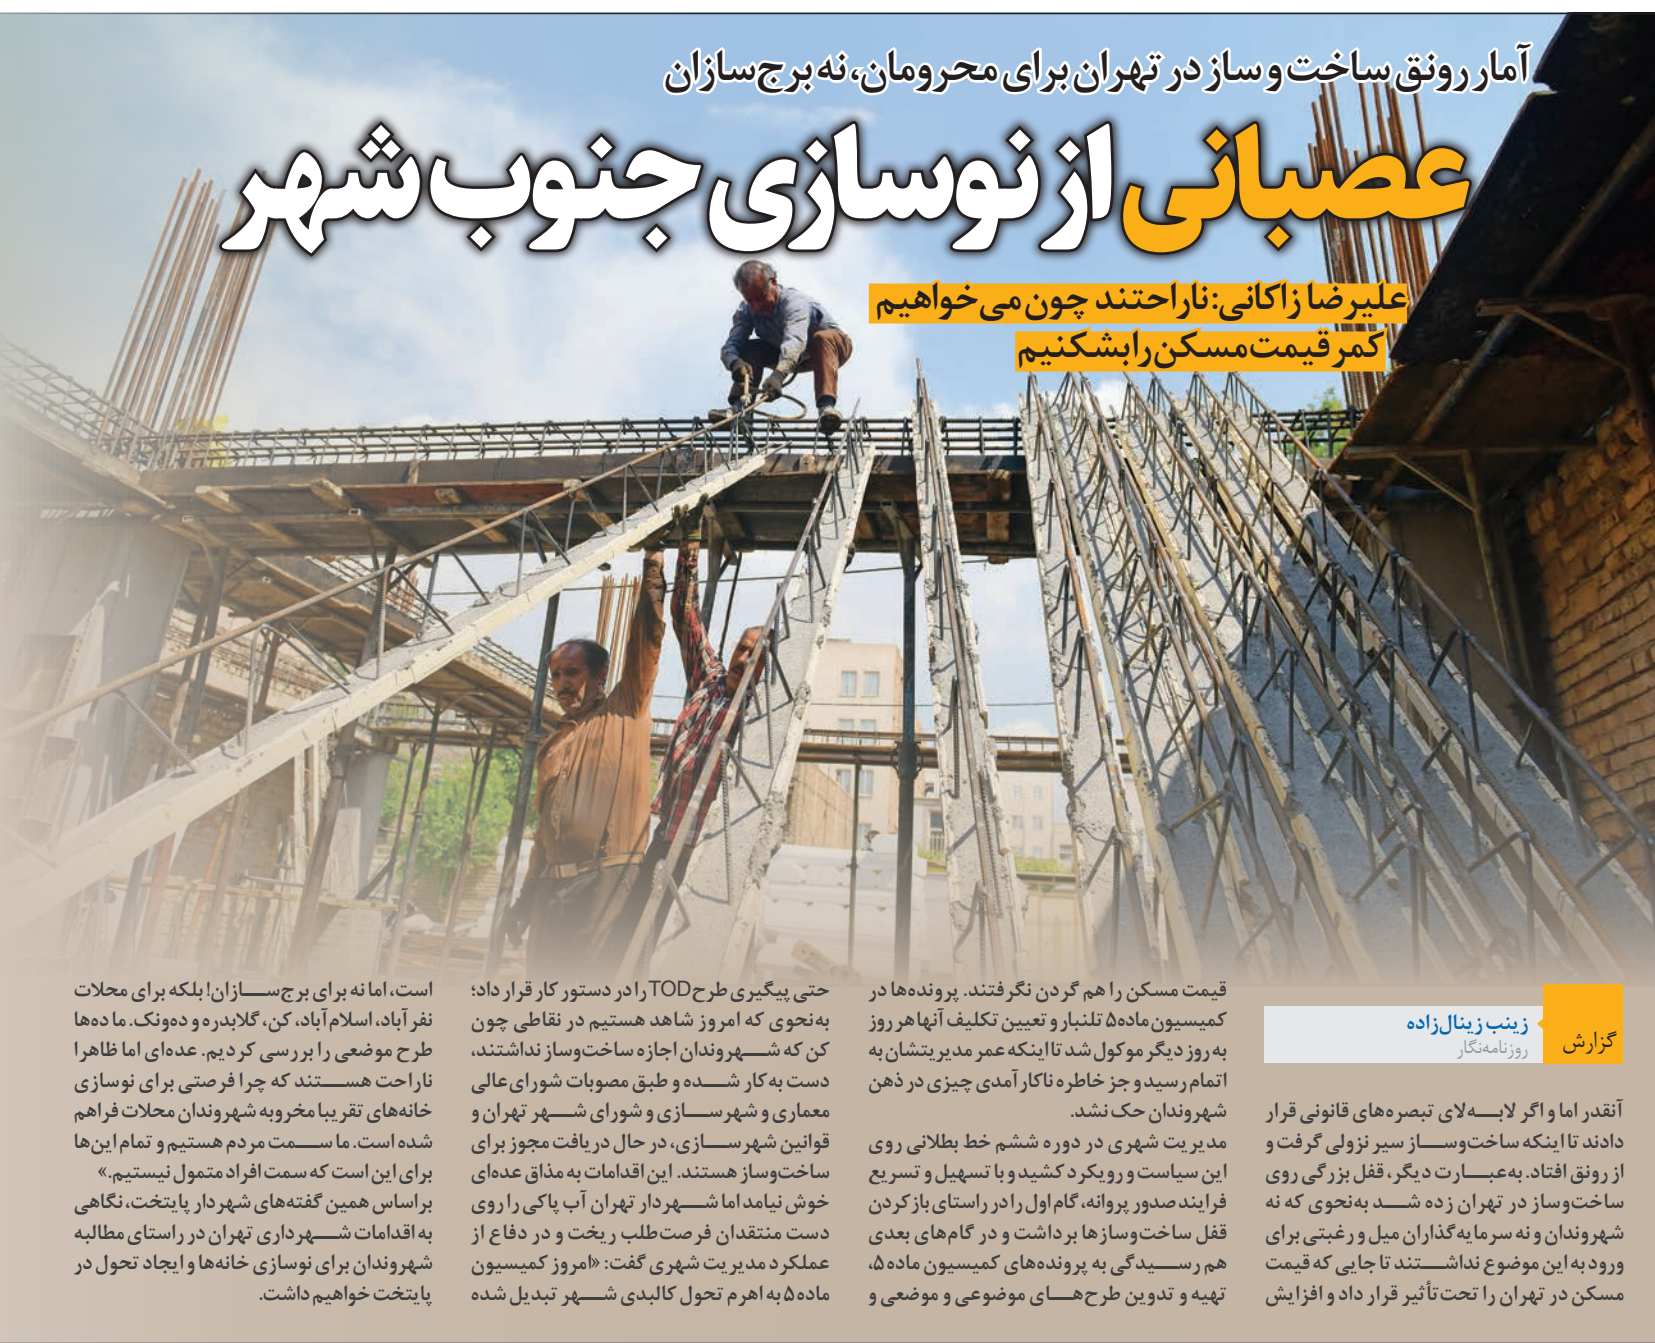 آمار رونق ساخت و ساز در تهران برای محرومان، نه برج‌سازان
عصبانی از نوسازی جنوب شهر
علیرضا زاکانی: ناراحتند چون می‌خواهیم
کمر قیمت مسکن را بشکنیم
گزارش
زینب زینال‌زاده
روزنامه‌نگار
آنقدر اما و اگر لابه‌لای تبصره‌های قانونی قرار
دادند تا اینکه ساخت‌وساز سیر نزولی گرفت و
از رونق افتاد. به‌عبارت دیگر، قفل بزرگی روی
ساخت‌وساز در تهران زده شد به‌نحوی که نه
شهروندان و نه سرمایه‌گذاران میل و رغبتی برای
ورود به این موضوع نداشتند تا جایی که قیمت
مسکن در تهران را تحت‌تأثیر قرار داد و افزایش
قیمت مسکن را هم گردن نگرفتند. پرونده‌ها در
کمیسیون ماده۵ تلنبار و تعیین تکلیف آنها هر روز
به روز دیگر موکول شد تا اینکه عمر مدیریتشان به
اتمام رسید و جز خاطره ناکارآمدی چیزی در ذهن
شهروندان حک نشد.
مدیریت شهری در دوره ششم خط بطلانی روی
این سیاست و رویکرد کشید و با تسهیل و تسریع
فرایند صدور پروانه، گام اول را در راستای باز کردن
قفل ساخت‌وسازها برداشت و در گام‌های بعدی
هم رسیدگی به پرونده‌های کمیسیون ماده۵،
تهیه و تدوین طرح‌های موضوعی و موضعی و
حتی پیگیری طرح TOD را در دستور کار قرار داد؛
به‌نحوی که امروز شاهد هستیم در نقاطی چون
کن که شهروندان اجازه ساخت‌وساز نداشتند،
دست به کار شده و طبق مصوبات شورای عالی
معماری و شهرسازی و شورای شهر تهران و
قوانین شهرسازی، در حال دریافت مجوز برای
ساخت‌وساز هستند. این اقدامات به مذاق عده‌ای
خوش نیامد اما شهردار تهران آب پاکی را روی
دست منتقدان فرصت‌طلب ریخت و در دفاع از
عملکرد مدیریت شهری گفت: «امروز کمیسیون
ماده۵ به اهرم تحول کالبدی شهر تبدیل شده
است، اما نه برای برج‌سازان! بلکه برای محلات
نفرآباد، اسلام‌آباد، کن، گلابدره و ده‌ونک. ما ده‌ها
طرح موضعی را بررسی کردیم. عده‌ای اما ظاهرا
ناراحت هستند که چرا فرصتی برای نوسازی
خانه‌های تقریبا مخروبه شهروندان محلات فراهم
شده است. ما سمت مردم هستیم و تمام این‌ها
برای این است که سمت افراد متمول نیستیم.»
براساس همین گفته‌های شهردار پایتخت، نگاهی
به اقدامات شهرداری تهران در راستای مطالبه
شهروندان برای نوسازی خانه‌ها و ایجاد تحول در
پایتخت خواهیم داشت.